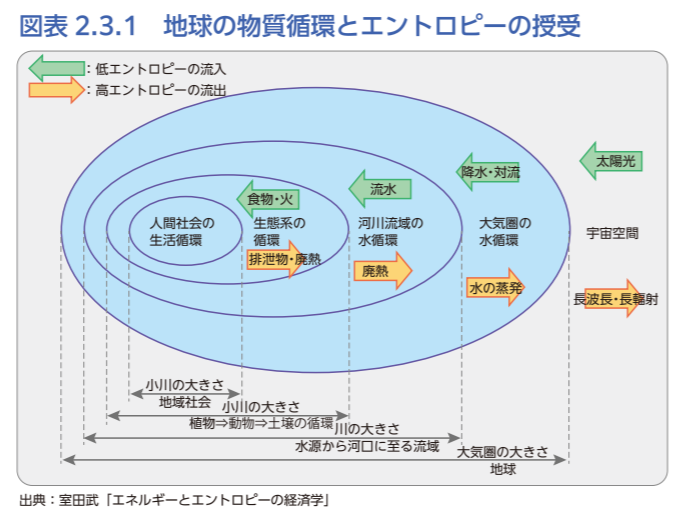 図表 2.3.1 地球の物質循環とエントロピーの授受
：低エントロピーの流入
：高エントロピーの流出
太陽光
降水・対流
流水
食物・火
人間社会の
生活循環
生態系の
循環
河川流域の
水循環
大気圏の
水循環
宇宙空間
排泄物・廃熱
廃熱
水の蒸発
長波長・長輻射
小川の大きさ
地域社会
小川の大きさ
植物⇒動物⇒土壌の循環
川の大きさ
水源から河口に至る流域
大気圏の大きさ
地球
出典：室田武「エネルギーとエントロピーの経済学」